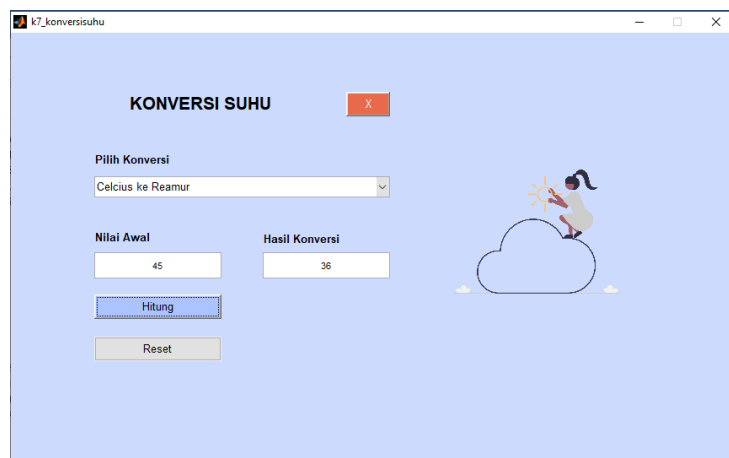 k7_konversisuhu
KONVERSI SUHU
X
Pilih Konversi
Celcius ke Reamur
Nilai Awal
Hasil Konversi
45
36
Hitung
Reset